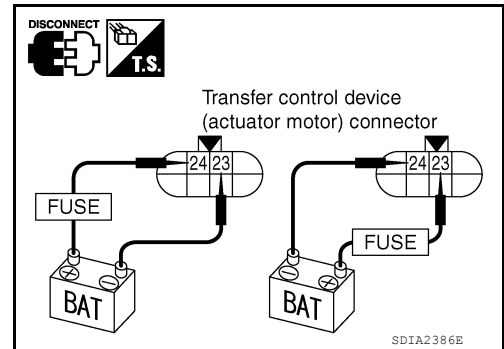 DISCONNECT
T.S.
Transfer control device
(actuator motor) connector
24 23
24 23
FUSE
FUSE
+ −
− +
BAT
BAT
SDIA2386E